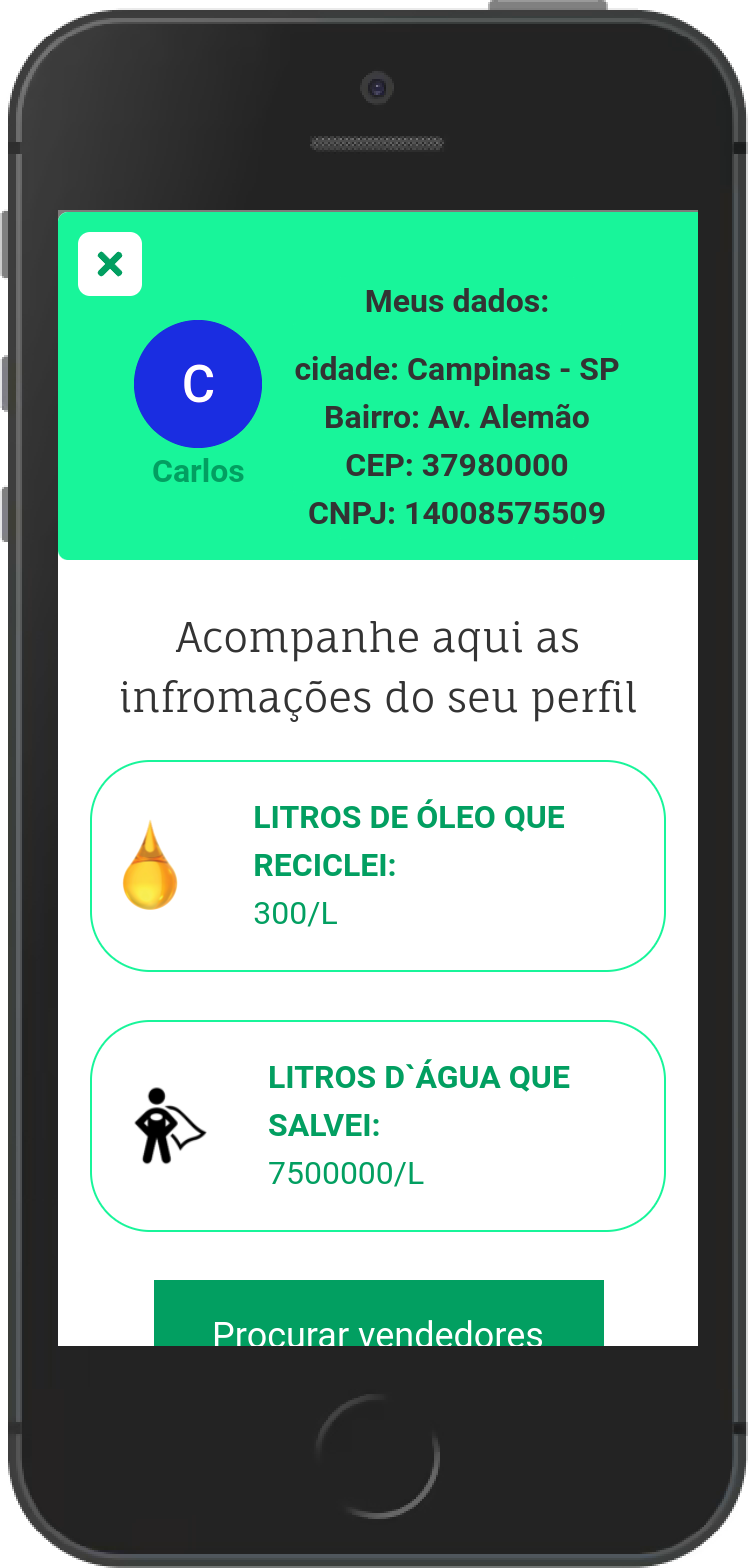 Meus dados:
cidade: Campinas - SP
C
Bairro: Av. Alemão
CEP: 37980000
Carlos
CNPJ: 14008575509
Acompanhe aqui as
infromações do seu perfil
LITROS DE ÓLEO QUE
RECICLEI:
300/L
LITROS D`ÁGUA QUE
SALVEI:
7500000/L
Procurar vendedores